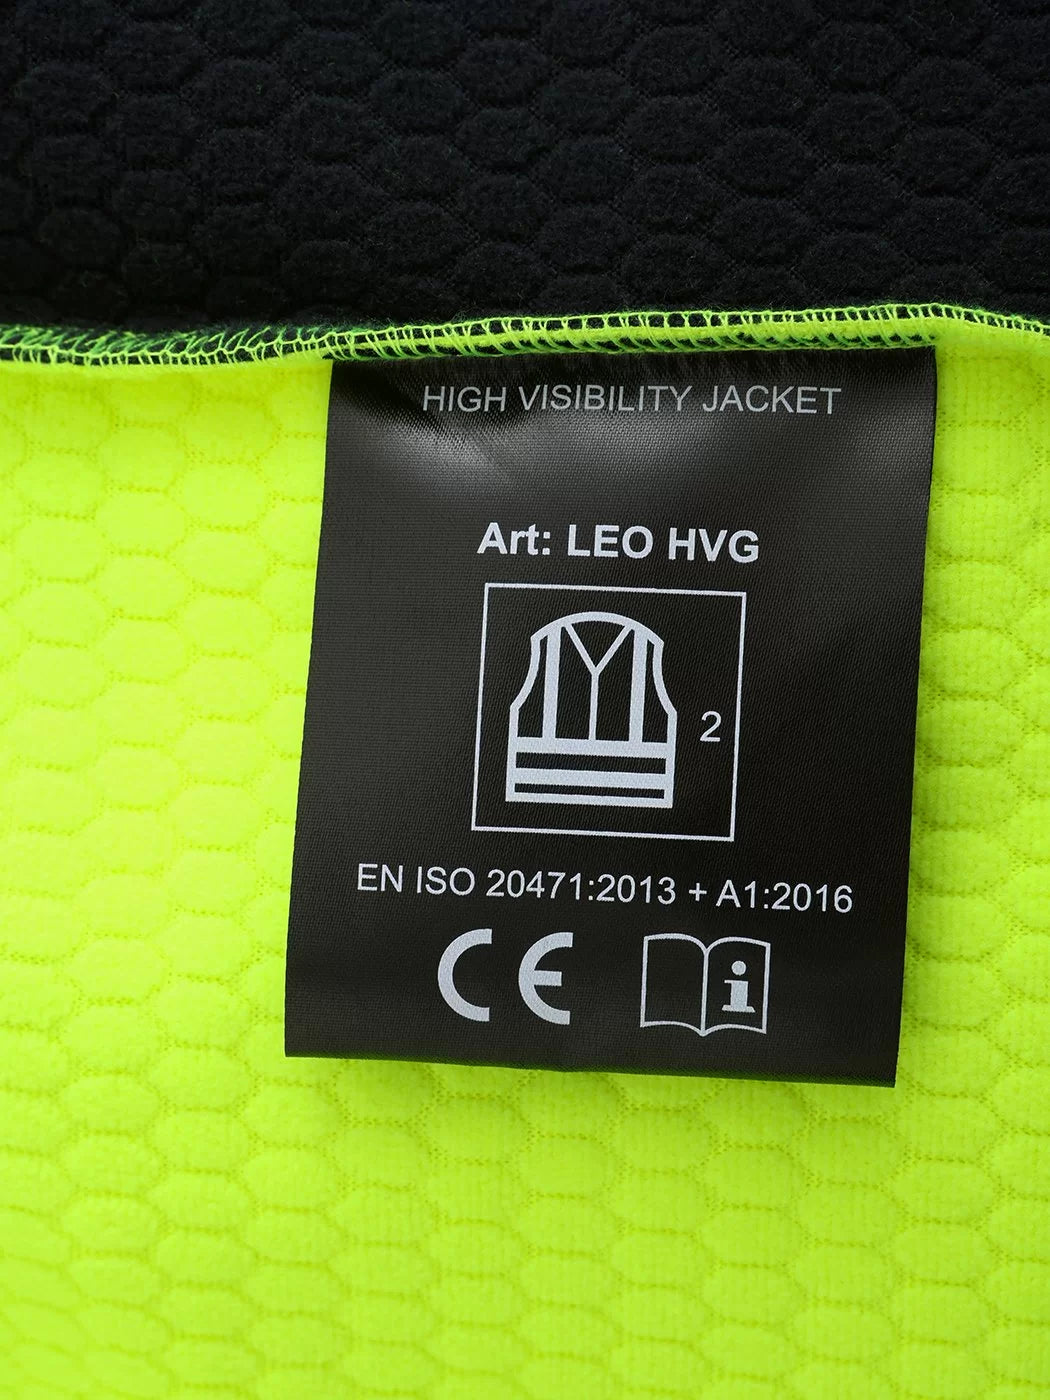 HIGH VISIBILITY JACKET
Art: LEO HVG
2
EN ISO 20471:2013 + A1:2016
CE i